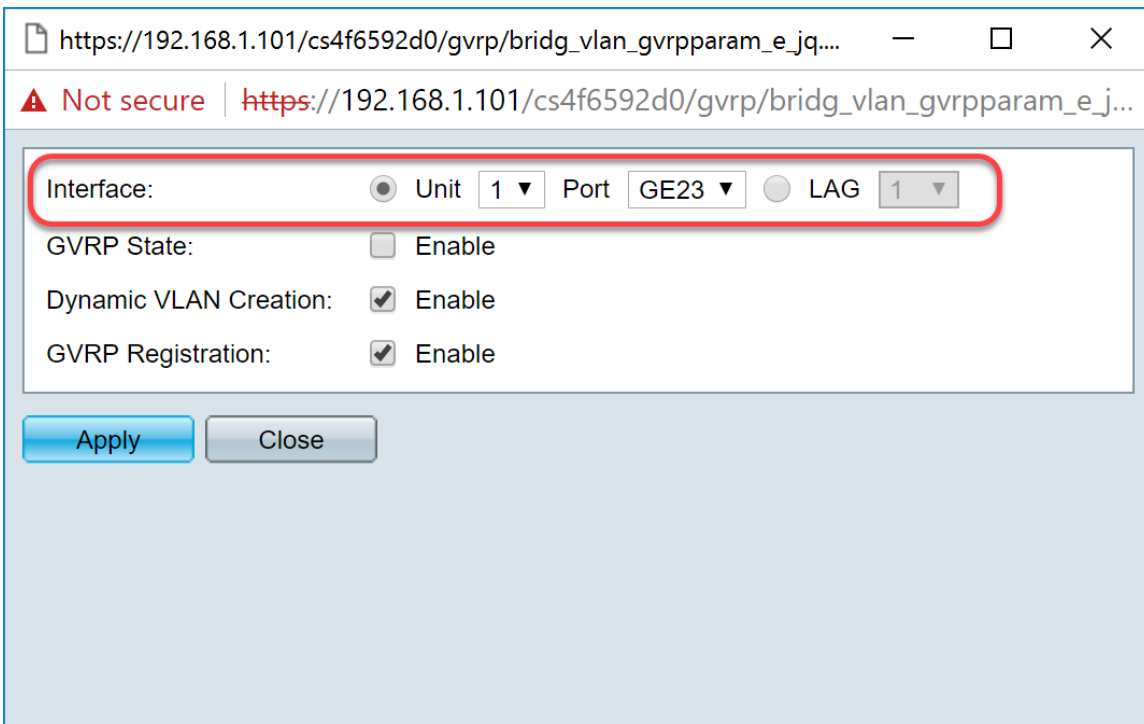 https://192.168.1.101/cs4f6592d0/gvrp/bridg_vlan_gvrpparam_e_jq....
Not secure https://192.168.1.101/cs4f6592d0/gvrp/bridg_vlan_gvrpparam_e_j...
Interface: Unit 1 Port GE23 LAG 1
GVRP State: Enable
Dynamic VLAN Creation: Enable
GVRP Registration: Enable
Apply Close